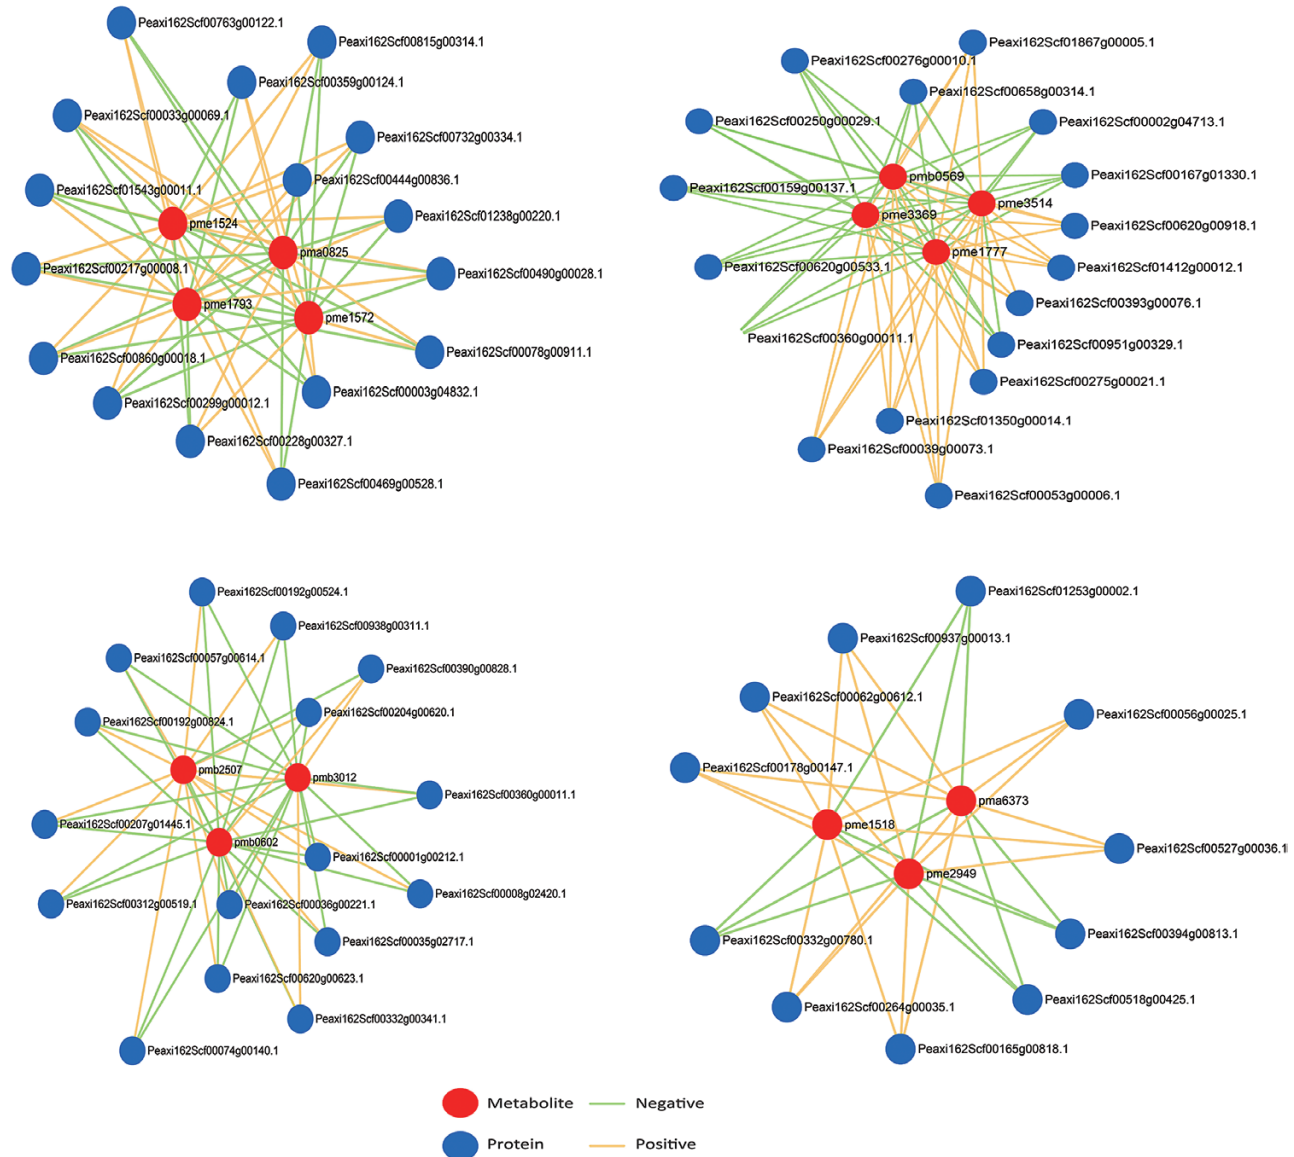 Peaxi162Scf00763g00122.1
Peaxi162Scf00815g00314.1
Peaxi162Scf00359g00124.1
Peaxi162Scf00033g00069.1
Peaxi162Scf00732g00334.1
Peaxi162Scf00444g00836.1
Peaxi162Scf01543g00011.1
Peaxi162Scf01238g00220.1
pme1524
pma0825
Peaxi162Scf00217g00008.1
Peaxi162Scf00490g00028.1
pme1793
pme1572
Peaxi162Scf00860g00018.1
Peaxi162Scf00078g00911.1
Peaxi162Scf00003g04832.1
Peaxi162Scf00299g00012.1
Peaxi162Scf00228g00327.1
Peaxi162Scf00469g00528.1
Peaxi162Scf01867g00005.1
Peaxi162Scf00276g00010.1
Peaxi162Scf00658g00314.1
Peaxi162Scf00250g00029.1
Peaxi162Scf00002g04713.1
pmb0569
Peaxi162Scf00167g01330.1
Peaxi162Scf00159g00137.1
pme3514
pme3369
Peaxi162Scf00620g00918.1
pme1777
Peaxi162Scf00620g00533.1
Peaxi162Scf01412g00012.1
Peaxi162Scf00393g00076.1
Peaxi162Scf00360g00011.1
Peaxi162Scf00951g00329.1
Peaxi162Scf00275g00021.1
Peaxi162Scf01350g00014.1
Peaxi162Scf00039g00073.1
Peaxi162Scf00053g00006.1
Peaxi162Scf00192g00524.1
Peaxi162Scf00938g00311.1
Peaxi162Scf00057g00614.1
Peaxi162Scf00390g00828.1
Peaxi162Scf00204g00620.1
Peaxi162Scf00192g00824.1
pmb2507
pmb3012
Peaxi162Scf00360g00011.1
Peaxi162Scf00207g01445.1
pmb0602
Peaxi162Scf00001g00212.1
Peaxi162Scf00008g02420.1
Peaxi162Scf00312g00519.1
Peaxi162Scf00036g00221.1
Peaxi162Scf00035g02717.1
Peaxi162Scf00620g00623.1
Peaxi162Scf00332g00341.1
Peaxi162Scf00074g00140.1
Peaxi162Scf01253g00002.1
Peaxi162Scf00937g00013.1
Peaxi162Scf00062g00612.1
Peaxi162Scf00056g00025.1
Peaxi162Scf00178g00147.1
pma6373
pme1518
Peaxi162Scf00527g00036.1
pme2949
Peaxi162Scf00332g00780.1
Peaxi162Scf00394g00813.1
Peaxi162Scf00518g00425.1
Peaxi162Scf00264g00035.1
Peaxi162Scf00165g00818.1
Metabolite Negative
Protein Positive